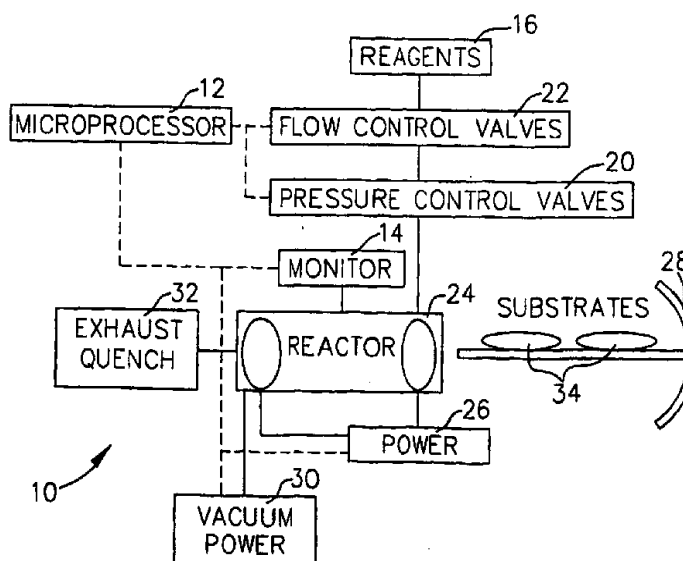 16
REAGENTS
12
22
MICROPROCESSOR
FLOW CONTROL VALVES
20
PRESSURE CONTROL VALVES
14
MONITOR
28
32
24
SUBSTRATES
EXHAUST
QUENCH
REACTOR
34
26
POWER
10
30
VACUUM
POWER